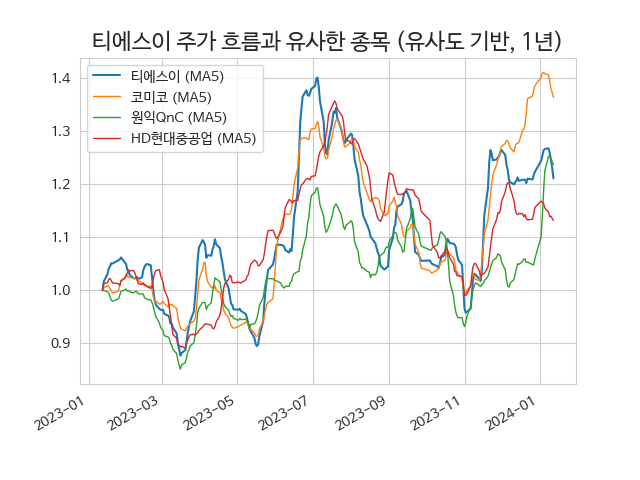 티에스이 주가 흐름과 유사한 종목 (유사도 기반, 1년)
티에스이 (MA5)
코미코 (MA5)
원익QnC (MA5)
HD현대중공업 (MA5)
1.4
1.3
1.2
1.1
1.0
0.9
2023-01
2023-03
2023-05
2023-07
2023-09
2023-11
2024-01